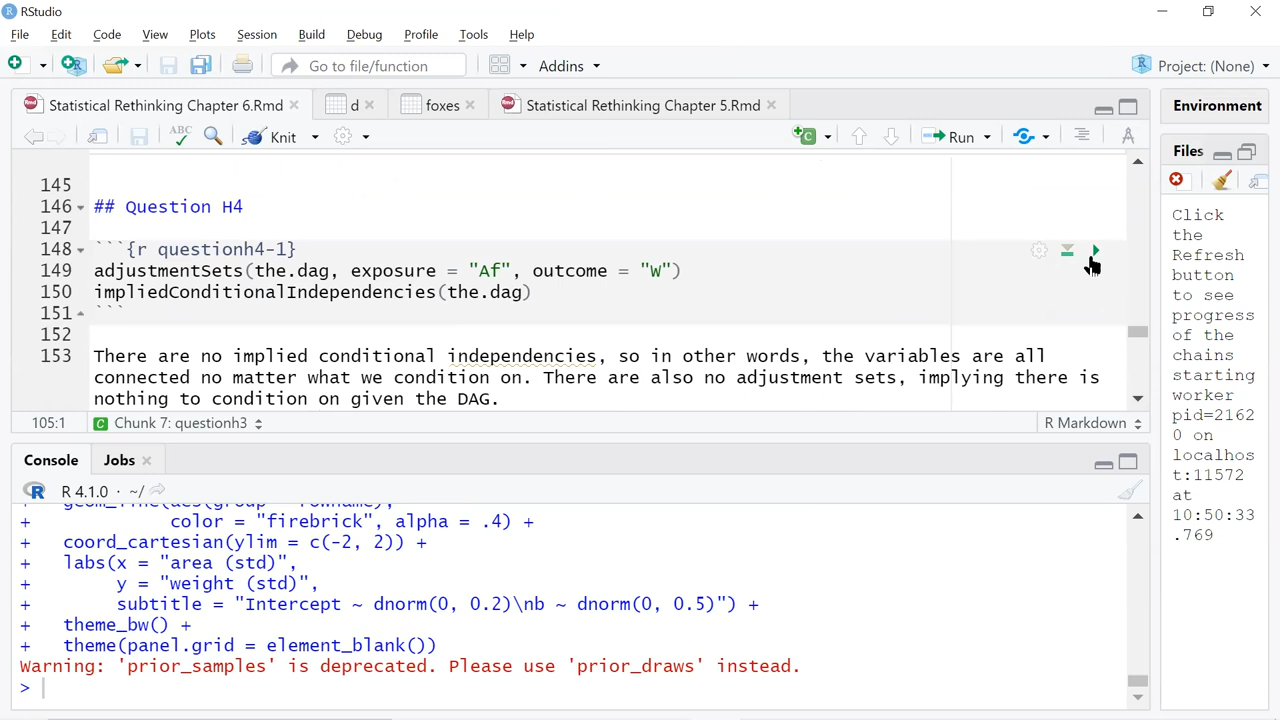 RStudio
File Edit Code View Plots Session Build Debug Profile Tools Help
Go to file/function Addins Project: (None)
Statistical Rethinking Chapter 6.Rmd d foxes Statistical Rethinking Chapter 5.Rmd
ABC Knit Run
145
146 ## Question H4
147
148 ```{r questionh4-1}
149 adjustmentSets(the.dag, exposure = "Af", outcome = "W")
150 impliedConditionalIndependencies(the.dag)
151 ```
152
153 There are no implied conditional independencies, so in other words, the variables are all
connected no matter what we condition on. There are also no adjustment sets, implying there is
nothing to condition on given the DAG.
105:1 Chunk 7: questionh3 R Markdown
Console Jobs
R 4.1.0 · ~/
+ geom_line(aes(group = rowname),
+ color = "firebrick", alpha = .4) +
+ coord_cartesian(ylim = c(-2, 2)) +
+ labs(x = "area (std)",
+ y = "weight (std)",
+ subtitle = "Intercept ~ dnorm(0, 0.2)\nb ~ dnorm(0, 0.5)") +
+ theme_bw() +
+ theme(panel.grid = element_blank())
Warning: 'prior_samples' is deprecated. Please use 'prior_draws' instead.
>
Environment
Files
Click
the
Refresh
button
to see
progress
of the
chains
starting
worker
pid=2162
0 on
localhos
t:11572
at
10:50:33
.769